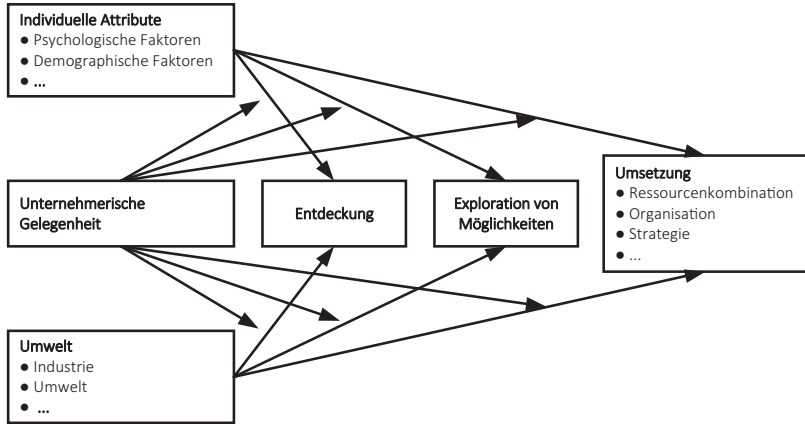 Individuelle Attribute
● Psychologische Faktoren
● Demographische Faktoren
● ...
Unternehmerische
Gelegenheit
Entdeckung
Exploration von
Möglichkeiten
Umsetzung
● Ressourcenkombination
● Organisation
● Strategie
● ...
Umwelt
● Industrie
● Umwelt
● ...